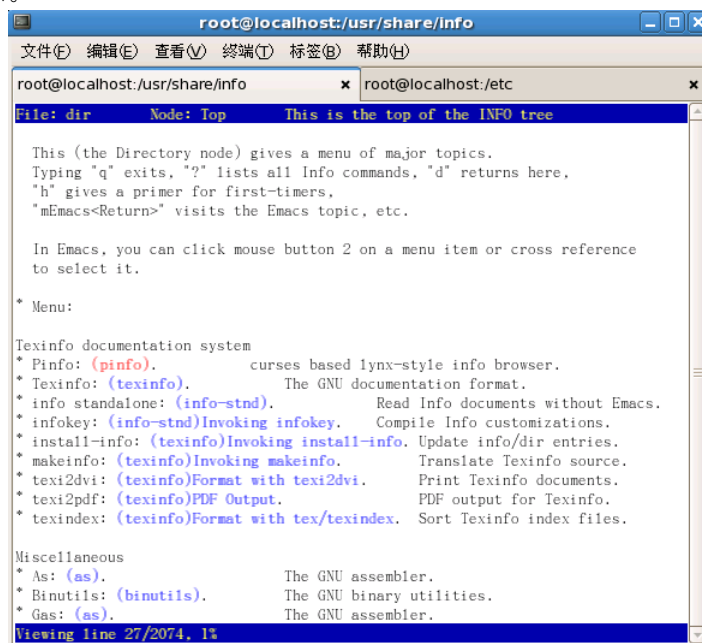 root@localhost:/usr/share/info
文件(F) 编辑(E) 查看(V) 终端(T) 标签(B) 帮助(H)
root@localhost:/usr/share/info × root@localhost:/etc ×
File: dir Node: Top This is the top of the INFO tree
This (the Directory node) gives a menu of major topics.
Typing "q" exits, "?" lists all Info commands, "d" returns here,
"h" gives a primer for first-timers,
"mEmacs<Return>" visits the Emacs topic, etc.
In Emacs, you can click mouse button 2 on a menu item or cross reference
to select it.
* Menu:
Texinfo documentation system
* Pinfo: (pinfo). curses based lynx-style info browser.
* Texinfo: (texinfo). The GNU documentation format.
* info standalone: (info-stnd). Read Info documents without Emacs.
* infokey: (info-stnd)Invoking infokey. Compile Info customizations.
* install-info: (texinfo)Invoking install-info. Update info/dir entries.
* makeinfo: (texinfo)Invoking makeinfo. Translate Texinfo source.
* texi2dvi: (texinfo)Format with texi2dvi. Print Texinfo documents.
* texi2pdf: (texinfo)PDF Output. PDF output for Texinfo.
* texindex: (texinfo)Format with tex/texindex. Sort Texinfo index files.
Miscellaneous
* As: (as). The GNU assembler.
* Binutils: (binutils). The GNU binary utilities.
* Gas: (as). The GNU assembler.
Viewing line 27/2074, 1%